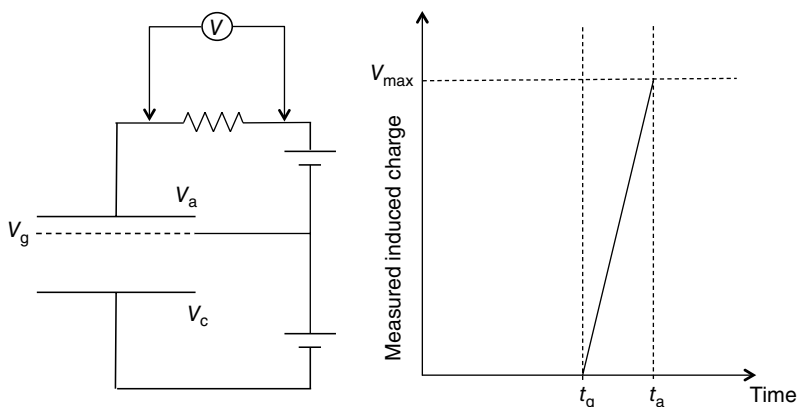 V
V_a
V_g
V_c
V_max
Measured induced charge
t_g
t_a
Time